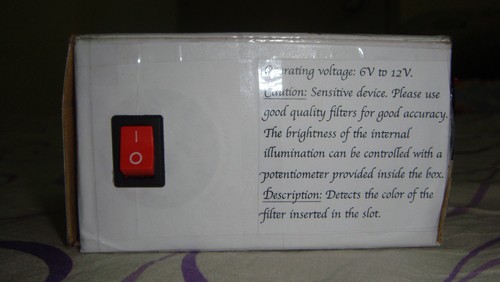 Operating voltage: 6V to 12V.
Caution: Sensitive device. Please use
good quality filters for good accuracy.
The brightness of the internal
illumination can be controlled with a
potentiometer provided inside the box.
Description: Detects the color of the
filter inserted in the slot.